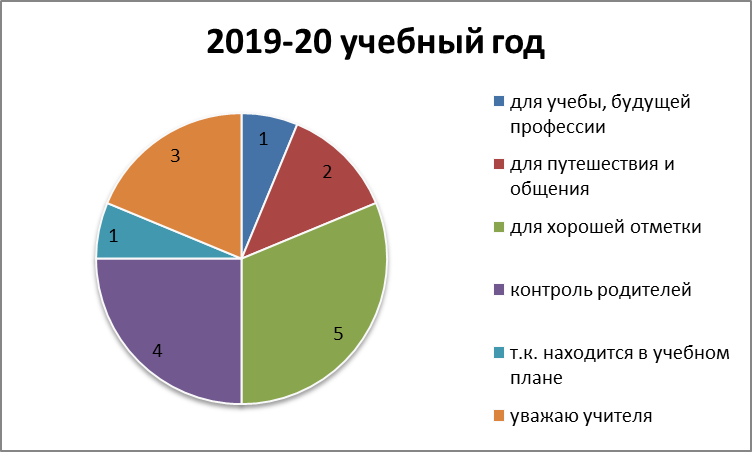 2019-20 учебный год
1
2
5
4
1
3
для учебы, будущей
профессии
для путешествия и
общения
для хорошей отметки
контроль родителей
т.к. находится в учебном
плане
уважаю учителя